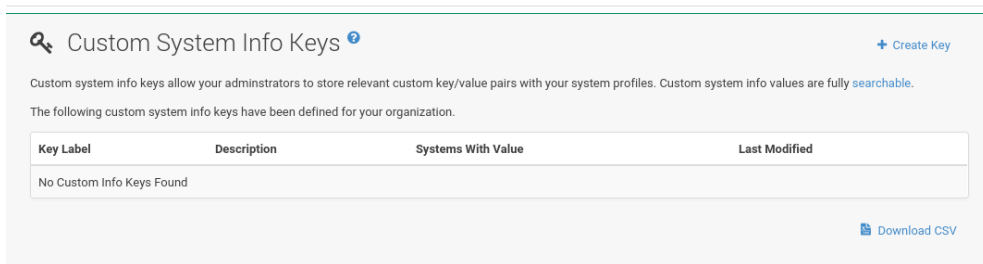 Custom System Info Keys
+ Create Key
Custom system info keys allow your adminstrators to store relevant custom key/value pairs with your system profiles. Custom system info values are fully searchable.
The following custom system info keys have been defined for your organization.
Key Label Description Systems With Value Last Modified
No Custom Info Keys Found
Download CSV